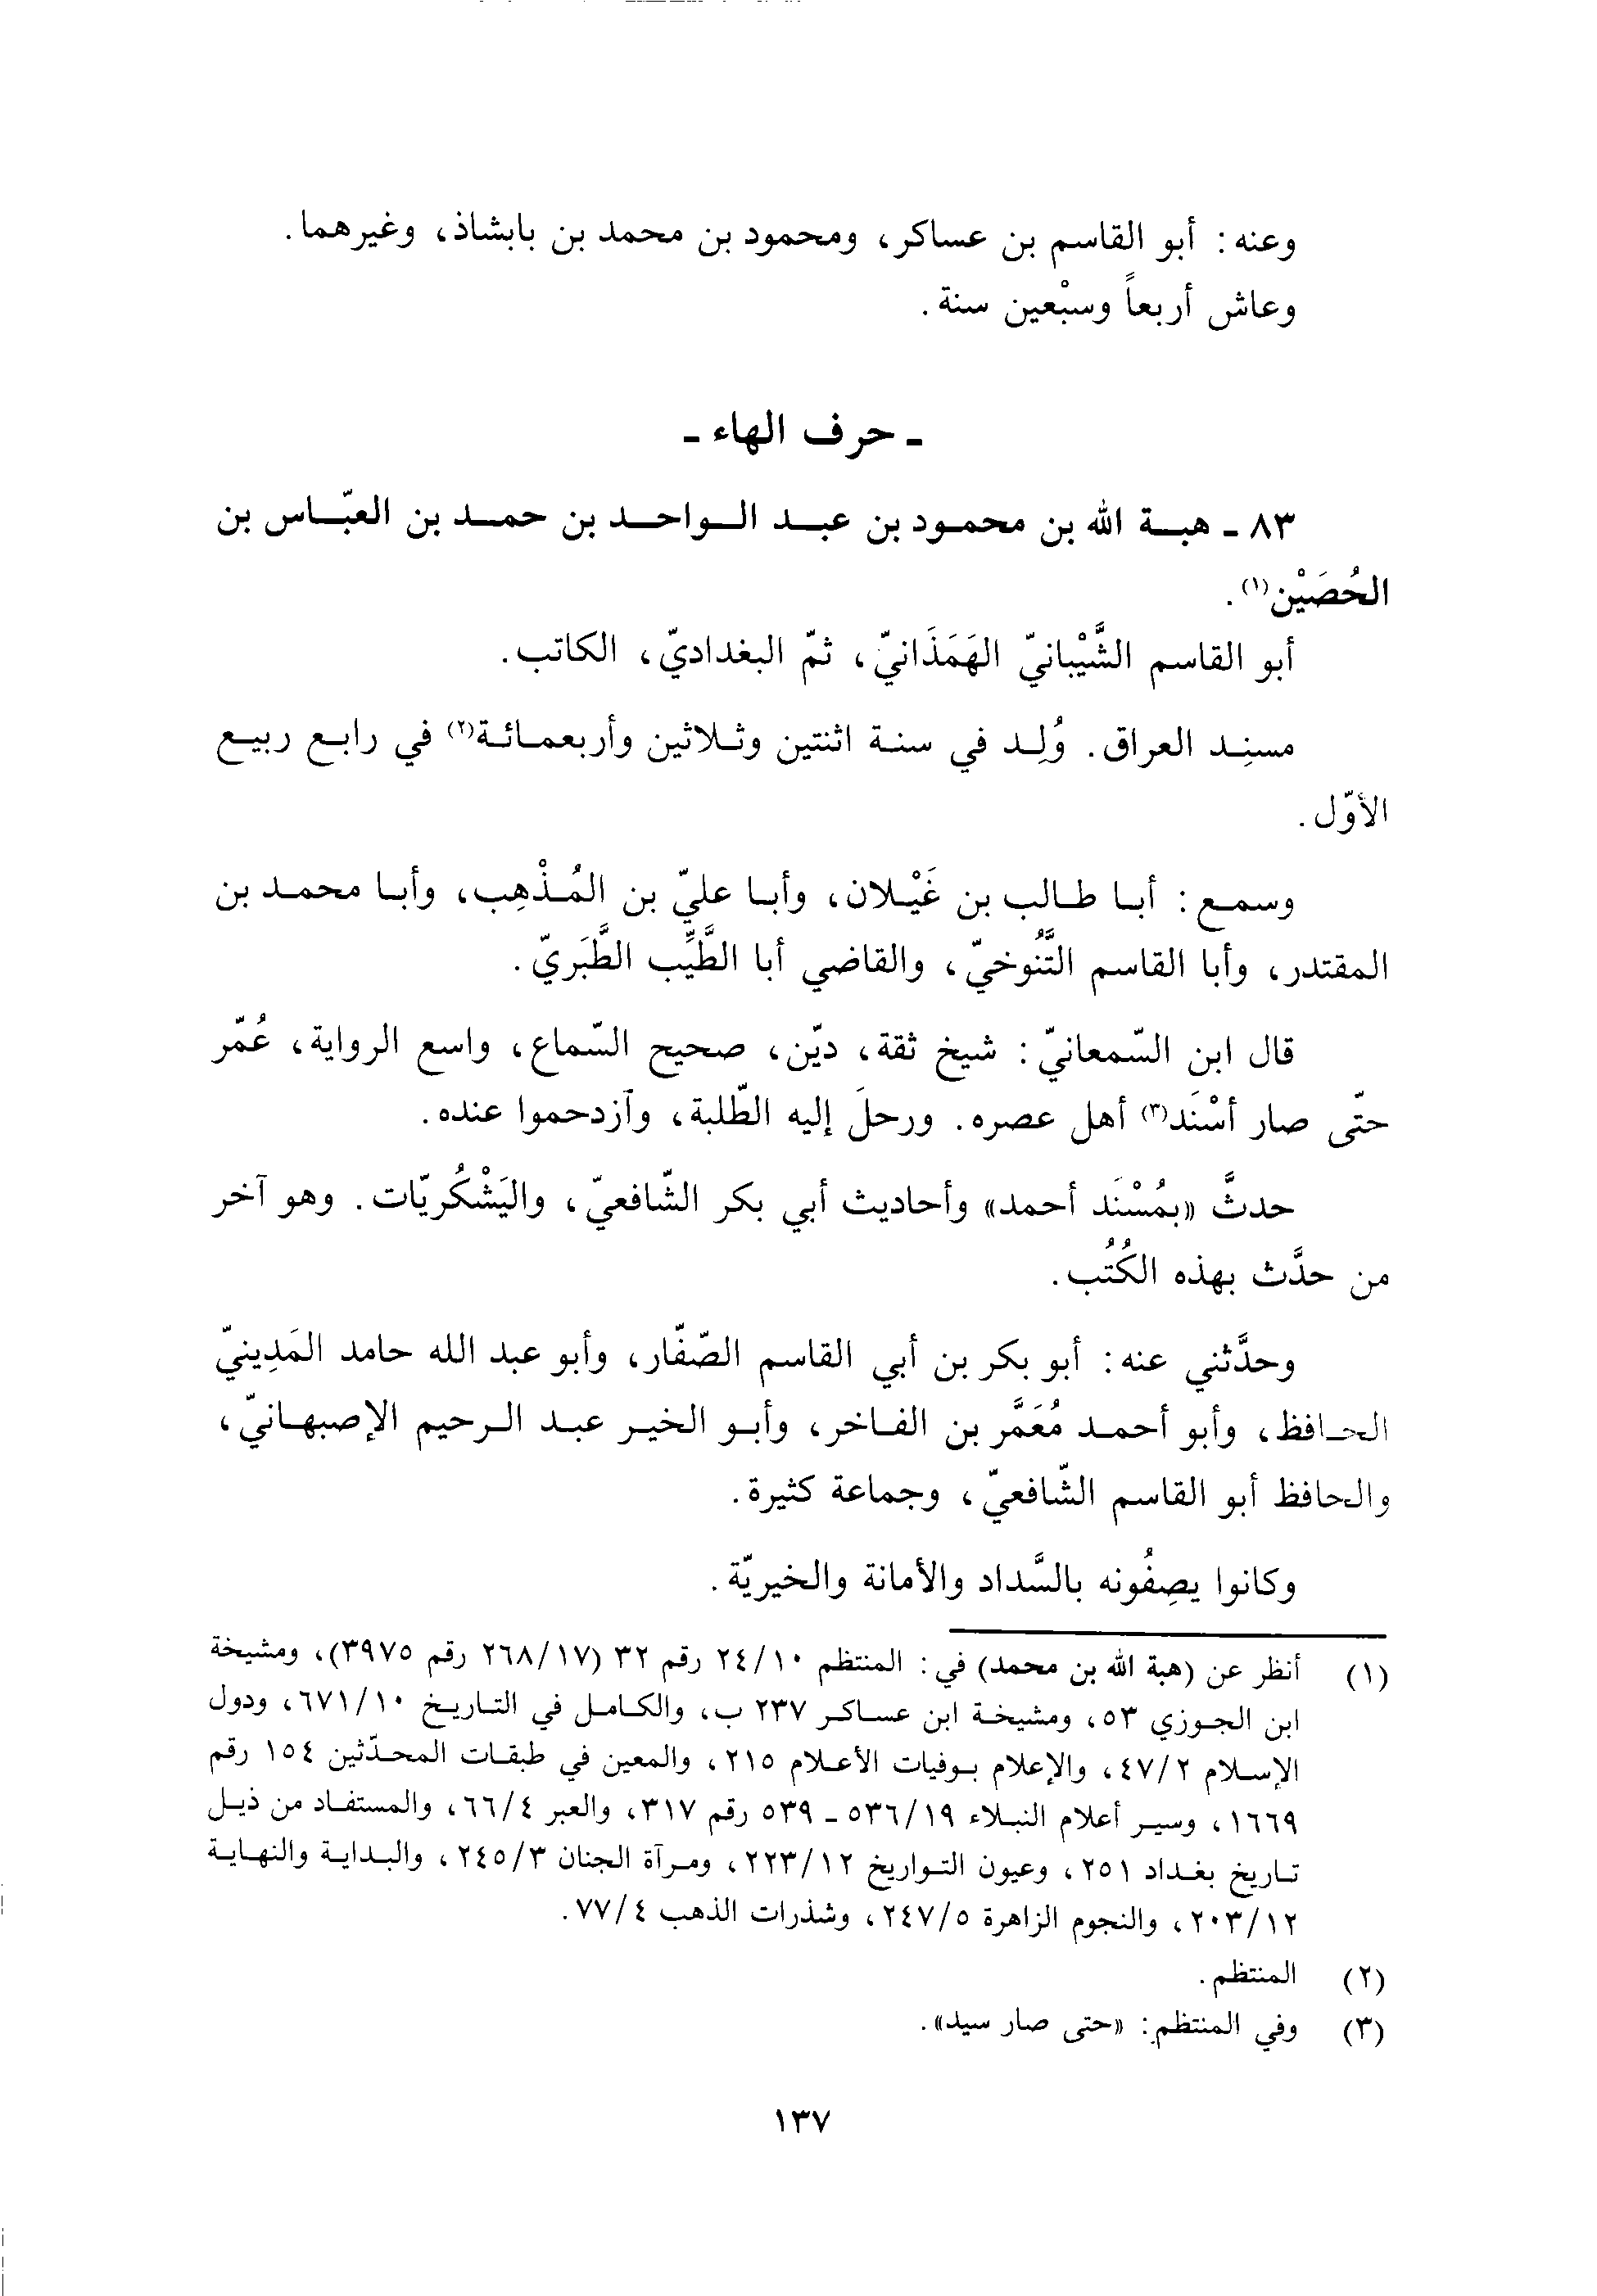 وعنه: أبو القاسم بن عساكر، ومحمود بن محمد بن بابشاذ، وغيرهما.
وعاش أربعاً وسبْعين سنة.
ـ حرف الهاء ـ
٨٣ ـ هبة الله بن محمود بن عبد الواحد بن حمد بن العبّاس بن
الحُصَيْن(١).
أبو القاسم الشَّيْبانيّ الهَمَذَانيّ، ثمّ البغداديّ، الكاتب.
مسنِد العراق. وُلِد في سنة اثنتين وثلاثين وأربعمائة(٢) في رابع ربيع
الأوّل.
وسمع: أبا طالب بن غَيْلان، وأبا عليّ بن المُذْهِب، وأبا محمد بن
المقتدر، وأبا القاسم التَّنُوخيّ، والقاضي أبا الطَّيِّب الطَّبَريّ.
قال ابن السّمعانيّ: شيخ ثقة، ديّن، صحيح السّماع، واسع الرواية، عُمّر
حتّى صار أسْنَد(٣) أهل عصره. ورحلَ إليه الطّلبة، وآزدحموا عنده.
حدثَّ «بمُسْنَد أحمد» وأحاديث أبي بكر الشّافعيّ، واليَشْكُريّات. وهو آخر
من حدَّث بهذه الكُتُب.
وحدَّثني عنه: أبو بكر بن أبي القاسم الصّفّار، وأبو عبد الله حامد المَدِينيّ
الحافظ، وأبو أحمد مُعَمَّر بن الفاخر، وأبو الخير عبد الرحيم الإصبهانيّ،
والحافظ أبو القاسم الشّافعيّ، وجماعة كثيرة.
وكانوا يصِفُونه بالسَّداد والأمانة والخيريّة.
(١) أنظر عن (هبة الله بن محمد) في: المنتظم ٢٤/١٠ رقم ٣٢ (٢٦٨/١٧ رقم ٣٩٧٥)، ومشيخة
ابن الجوزي ٥٣، ومشيخة ابن عساكر ٢٣٧ ب، والكامل في التاريخ ٦٧١/١٠، ودول
الإسلام ٤٧/٢، والإعلام بوفيات الأعلام ٢١٥، والمعين في طبقات المحدّثين ١٥٤ رقم
١٦٦٩، وسير أعلام النبلاء ٥٣٦/١٩ ـ ٥٣٩ رقم ٣١٧، والعبر ٦٦/٤، والمستفاد من ذيل
تاريخ بغداد ٢٥١، وعيون التواريخ ٢٢٣/١٢، ومرآة الجنان ٢٤٥/٣، والبداية والنهاية
٢٠٣/١٢، والنجوم الزاهرة ٢٤٧/٥، وشذرات الذهب ٧٧/٤.
(٢) المنتظم.
(٣) وفي المنتظم: «حتى صار سيد».
١٣٧